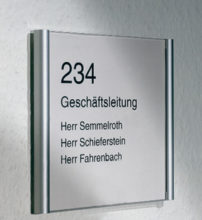 234
Geschäftsleitung
Herr Semmelroth
Herr Schieferstein
Herr Fahrenbach